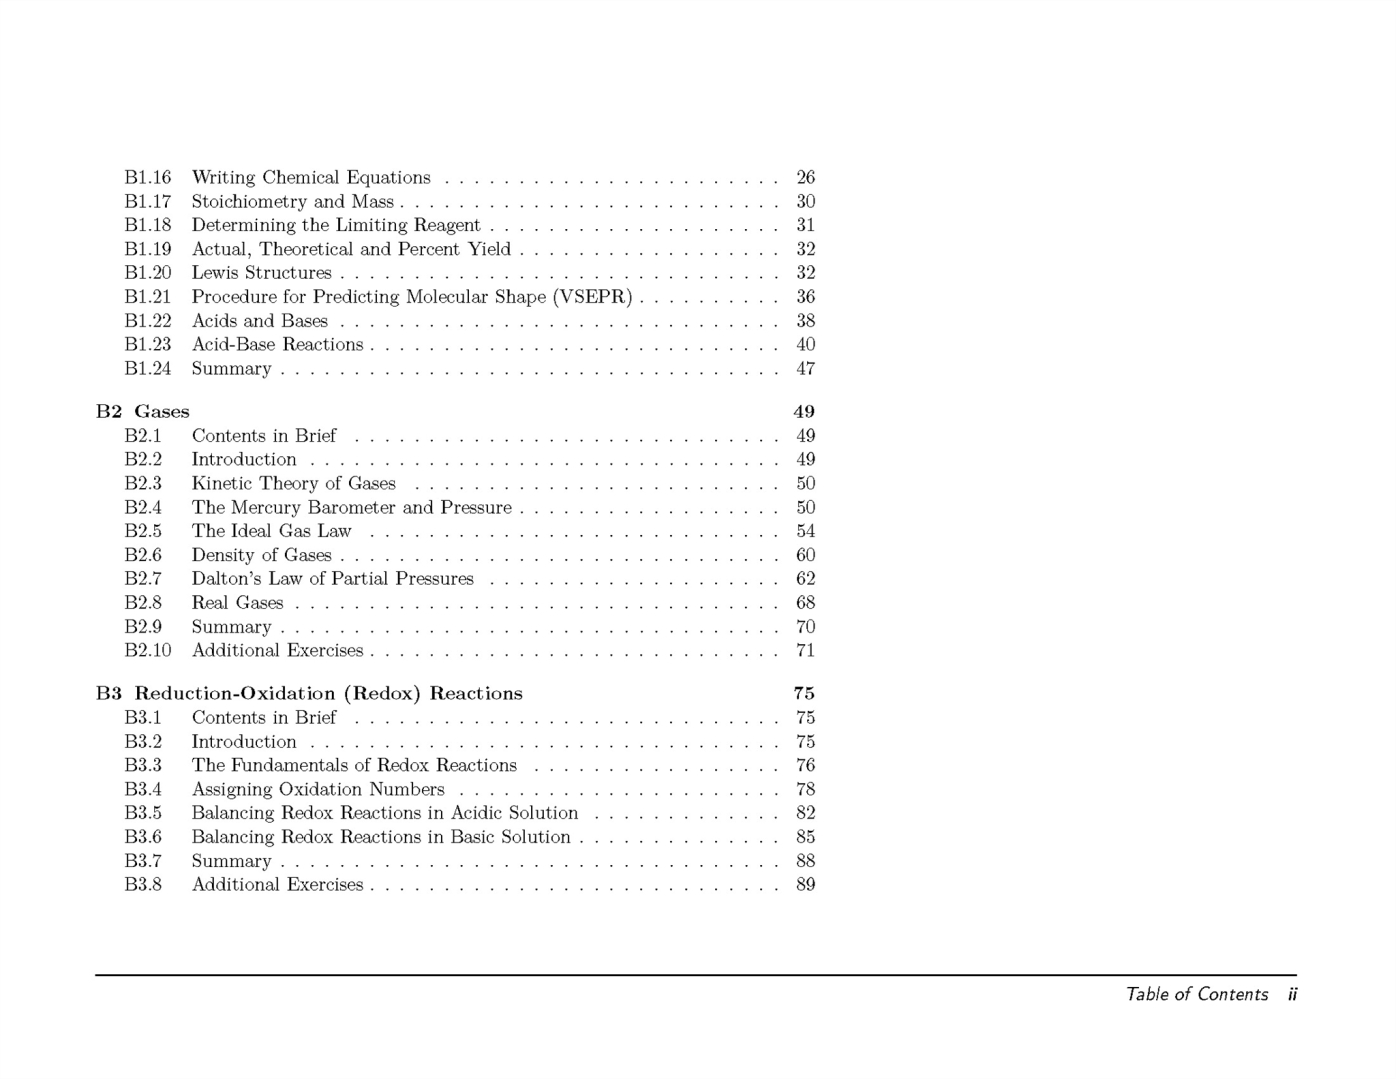 B1.16 Writing Chemical Equations . . . . . . . . . . . . . . . . . . . . . . . 26
B1.17 Stoichiometry and Mass . . . . . . . . . . . . . . . . . . . . . . . . . . 30
B1.18 Determining the Limiting Reagent . . . . . . . . . . . . . . . . . . . . 31
B1.19 Actual, Theoretical and Percent Yield . . . . . . . . . . . . . . . . . . 32
B1.20 Lewis Structures . . . . . . . . . . . . . . . . . . . . . . . . . . . . . . 32
B1.21 Procedure for Predicting Molecular Shape (VSEPR) . . . . . . . . . . 36
B1.22 Acids and Bases . . . . . . . . . . . . . . . . . . . . . . . . . . . . . . 38
B1.23 Acid-Base Reactions . . . . . . . . . . . . . . . . . . . . . . . . . . . . 40
B1.24 Summary . . . . . . . . . . . . . . . . . . . . . . . . . . . . . . . . . . 47
B2 Gases 49
B2.1 Contents in Brief . . . . . . . . . . . . . . . . . . . . . . . . . . . . . 49
B2.2 Introduction . . . . . . . . . . . . . . . . . . . . . . . . . . . . . . . . 49
B2.3 Kinetic Theory of Gases . . . . . . . . . . . . . . . . . . . . . . . . . 50
B2.4 The Mercury Barometer and Pressure . . . . . . . . . . . . . . . . . . 50
B2.5 The Ideal Gas Law . . . . . . . . . . . . . . . . . . . . . . . . . . . . 54
B2.6 Density of Gases . . . . . . . . . . . . . . . . . . . . . . . . . . . . . . 60
B2.7 Dalton's Law of Partial Pressures . . . . . . . . . . . . . . . . . . . . 62
B2.8 Real Gases . . . . . . . . . . . . . . . . . . . . . . . . . . . . . . . . . 68
B2.9 Summary . . . . . . . . . . . . . . . . . . . . . . . . . . . . . . . . . . 70
B2.10 Additional Exercises . . . . . . . . . . . . . . . . . . . . . . . . . . . . 71
B3 Reduction-Oxidation (Redox) Reactions 75
B3.1 Contents in Brief . . . . . . . . . . . . . . . . . . . . . . . . . . . . . 75
B3.2 Introduction . . . . . . . . . . . . . . . . . . . . . . . . . . . . . . . . 75
B3.3 The Fundamentals of Redox Reactions . . . . . . . . . . . . . . . . . 76
B3.4 Assigning Oxidation Numbers . . . . . . . . . . . . . . . . . . . . . . 78
B3.5 Balancing Redox Reactions in Acidic Solution . . . . . . . . . . . . . 82
B3.6 Balancing Redox Reactions in Basic Solution . . . . . . . . . . . . . . 85
B3.7 Summary . . . . . . . . . . . . . . . . . . . . . . . . . . . . . . . . . . 88
B3.8 Additional Exercises . . . . . . . . . . . . . . . . . . . . . . . . . . . . 89
Table of Contents ii